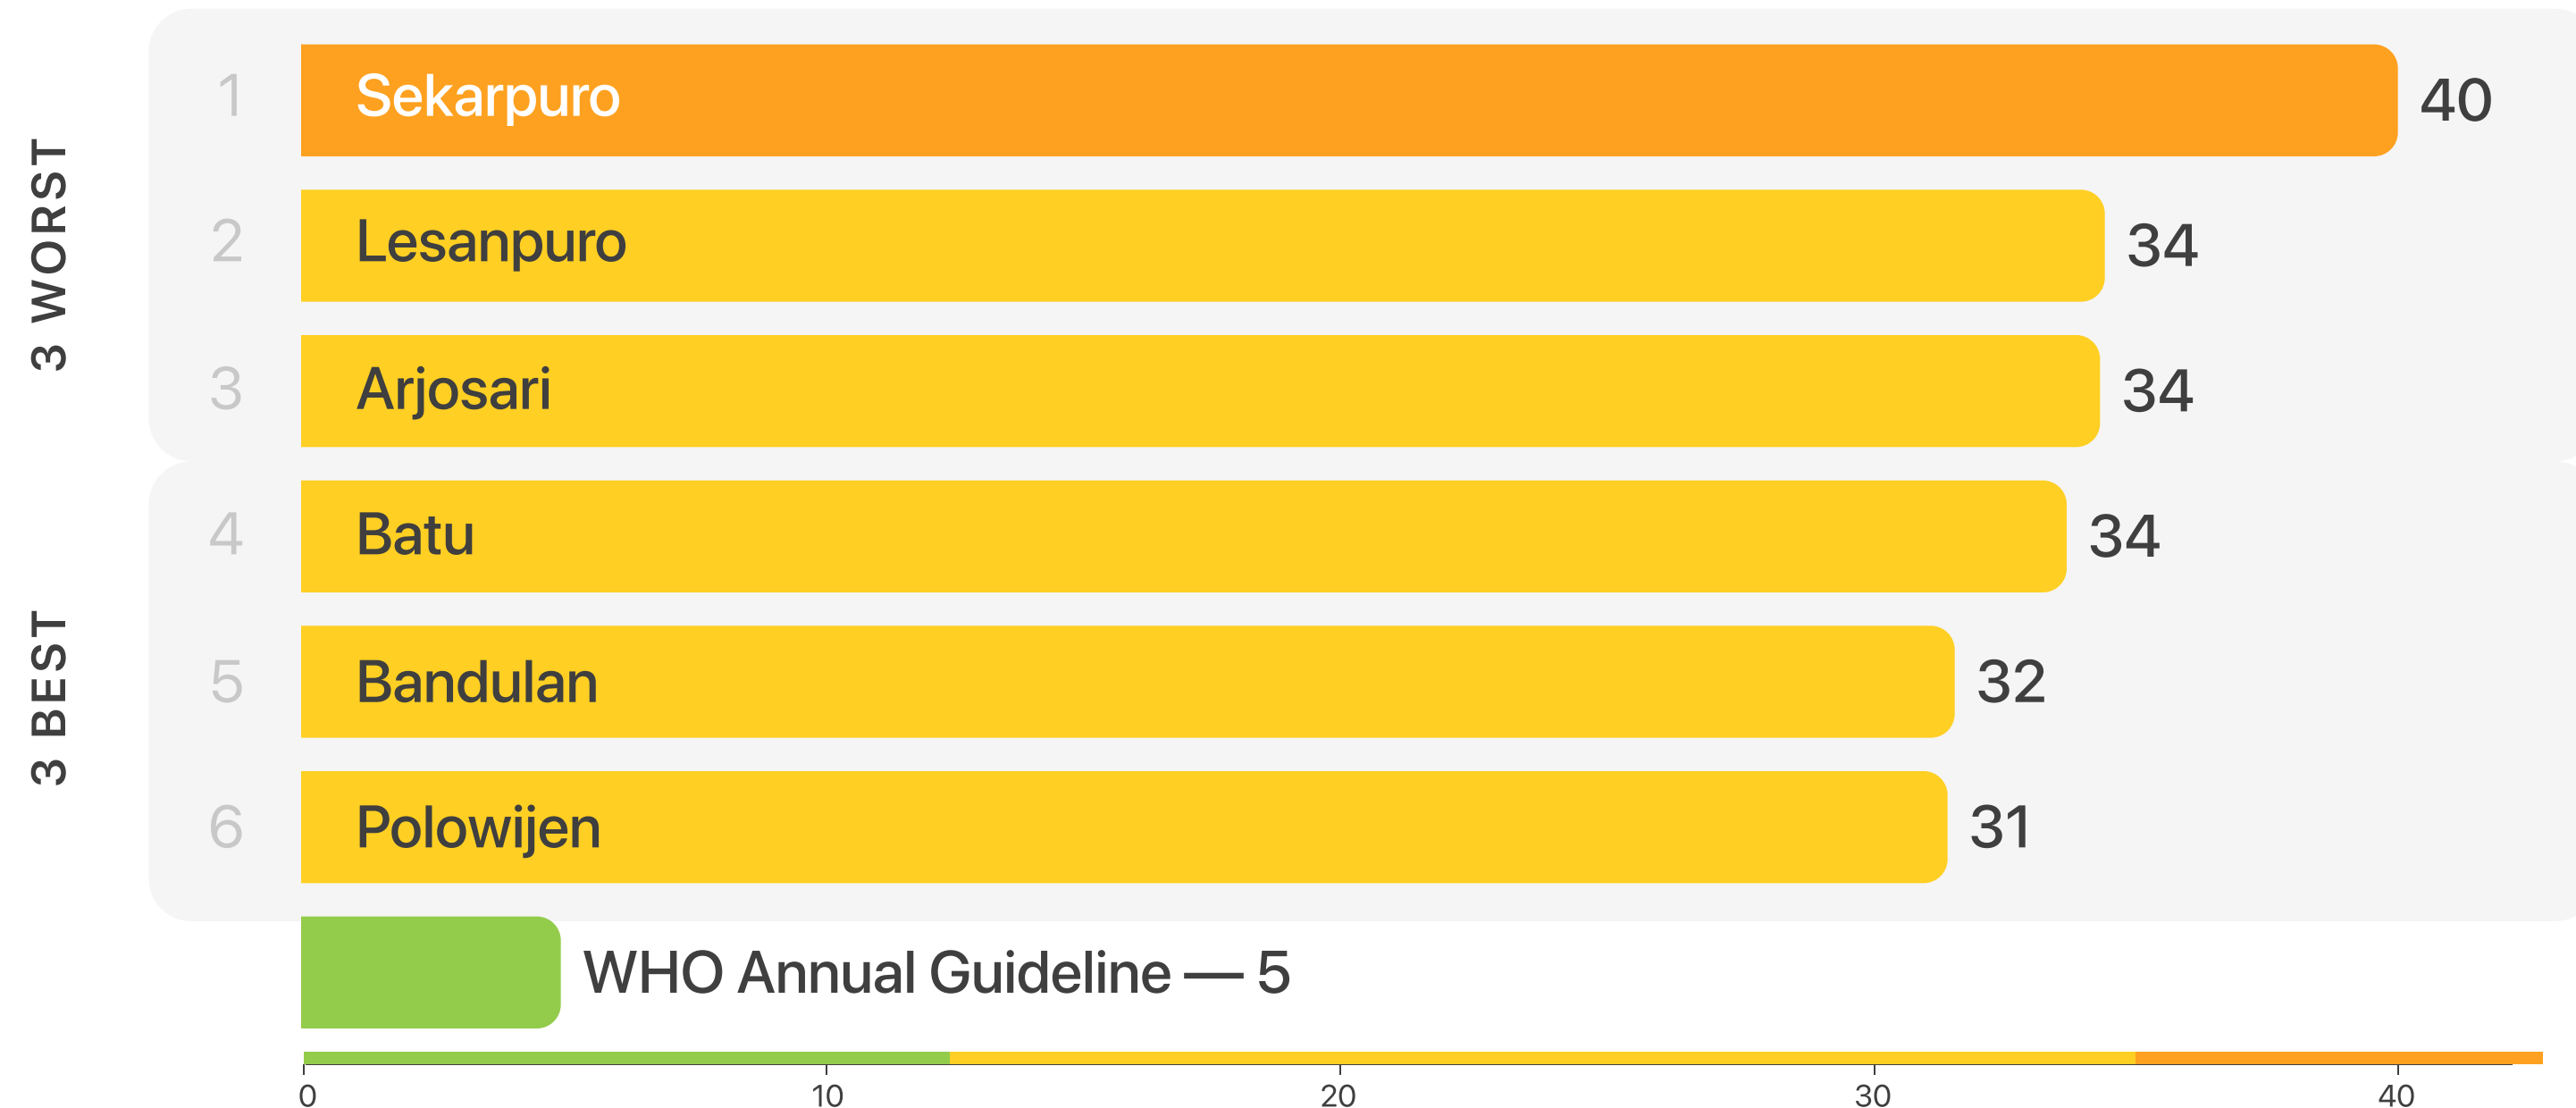 3 WORST
1 Sekarpuro 40
2 Lesanpuro 34
3 Arjosari 34
3 BEST
4 Batu 34
5 Bandulan 32
6 Polowijen 31
WHO Annual Guideline — 5
0 10 20 30 40